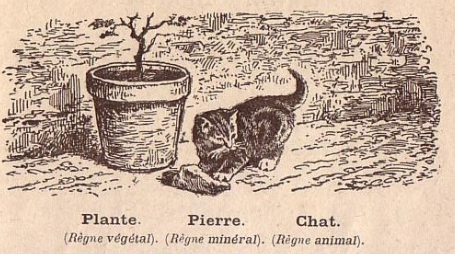 Plante. Pierre. Chat.
(Règne végétal). (Règne minéral). (Règne animal).